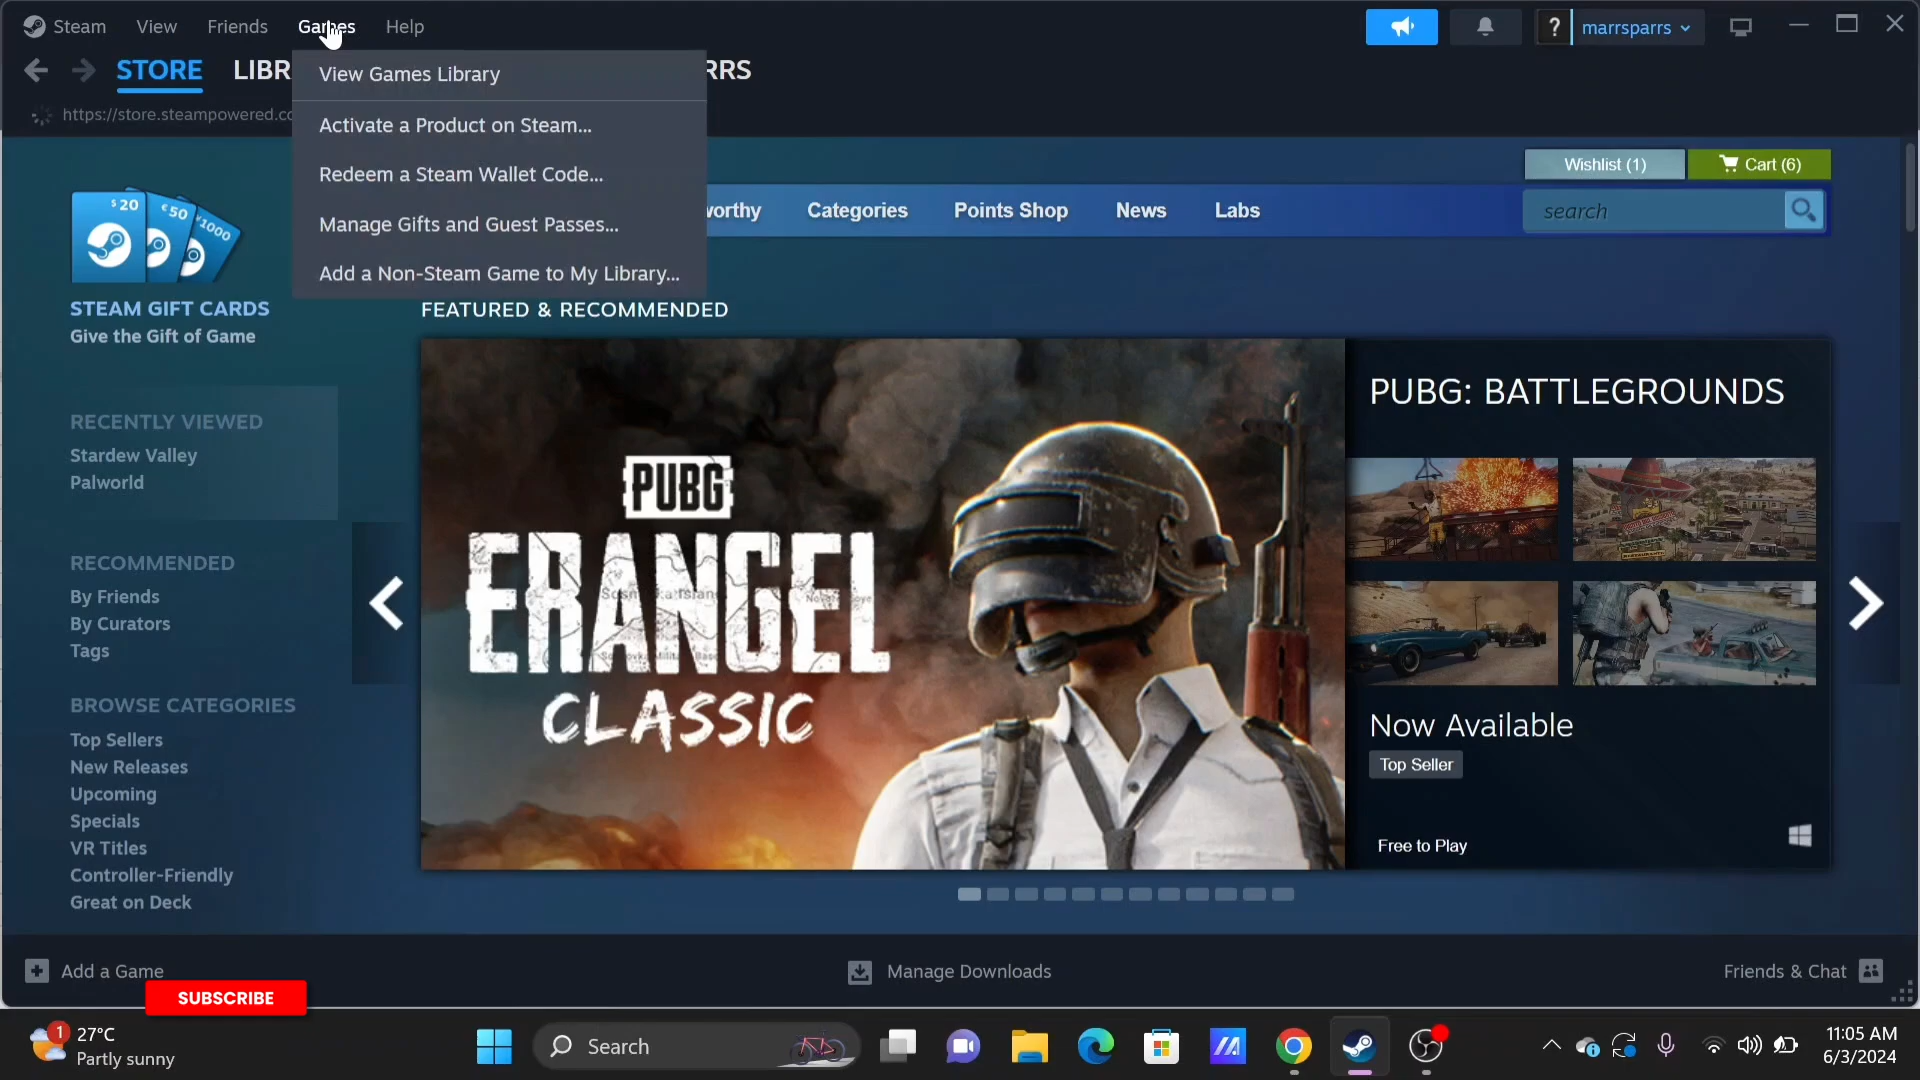 Steam View Friends Games Help
? marrsparrs
STORE LIBR RRS
View Games Library
https://store.steampowered.co
Activate a Product on Steam...
Redeem a Steam Wallet Code...
Manage Gifts and Guest Passes...
Add a Non-Steam Game to My Library...
Wishlist (1) Cart (6)
worthy Categories Points Shop News Labs search
$20 €50 ¥1000
STEAM GIFT CARDS
Give the Gift of Game
FEATURED & RECOMMENDED
RECENTLY VIEWED
Stardew Valley
Palworld
RECOMMENDED
By Friends
By Curators
Tags
BROWSE CATEGORIES
Top Sellers
New Releases
Upcoming
Specials
VR Titles
Controller-Friendly
Great on Deck
PUBG
ERANGEL
CLASSIC
PUBG: BATTLEGROUNDS
Now Available
Top Seller
Free to Play
Add a Game Manage Downloads Friends & Chat
SUBSCRIBE
1 27°C
Partly sunny
Search
11:05 AM
6/3/2024